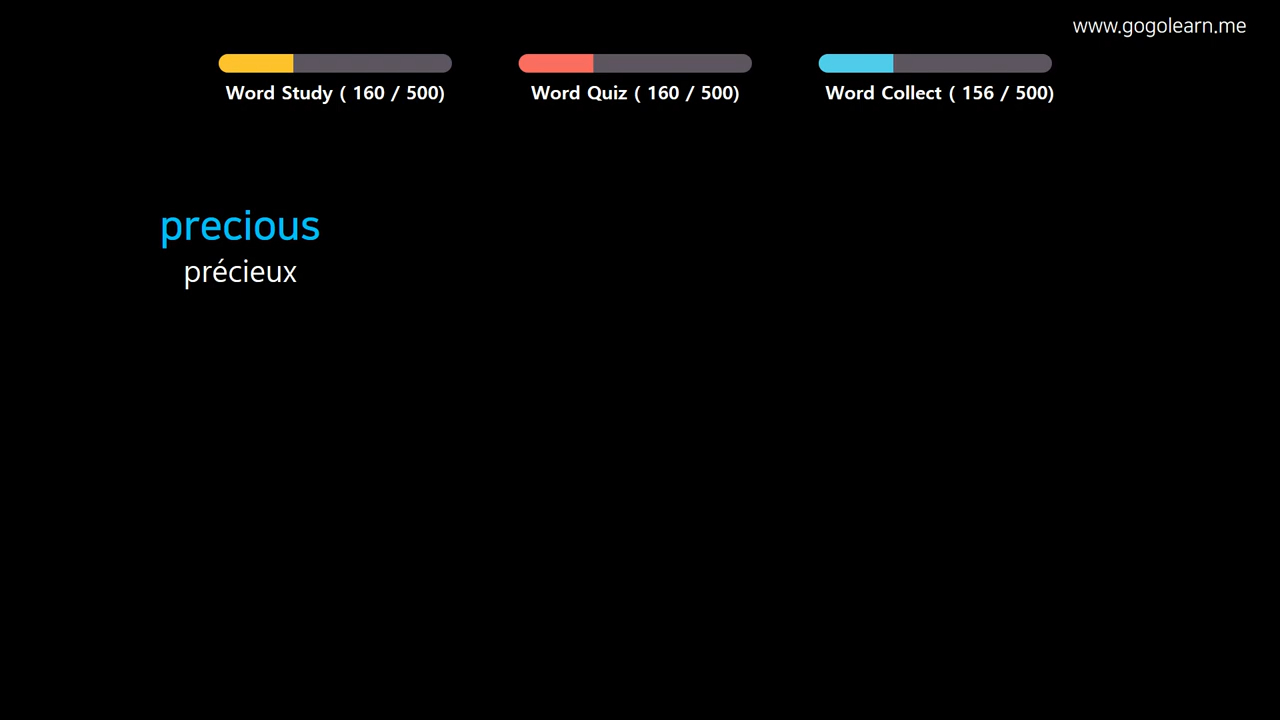 www.gogolearn.me
Word Study ( 160 / 500)
Word Quiz ( 160 / 500)
Word Collect ( 156 / 500)
precious
précieux